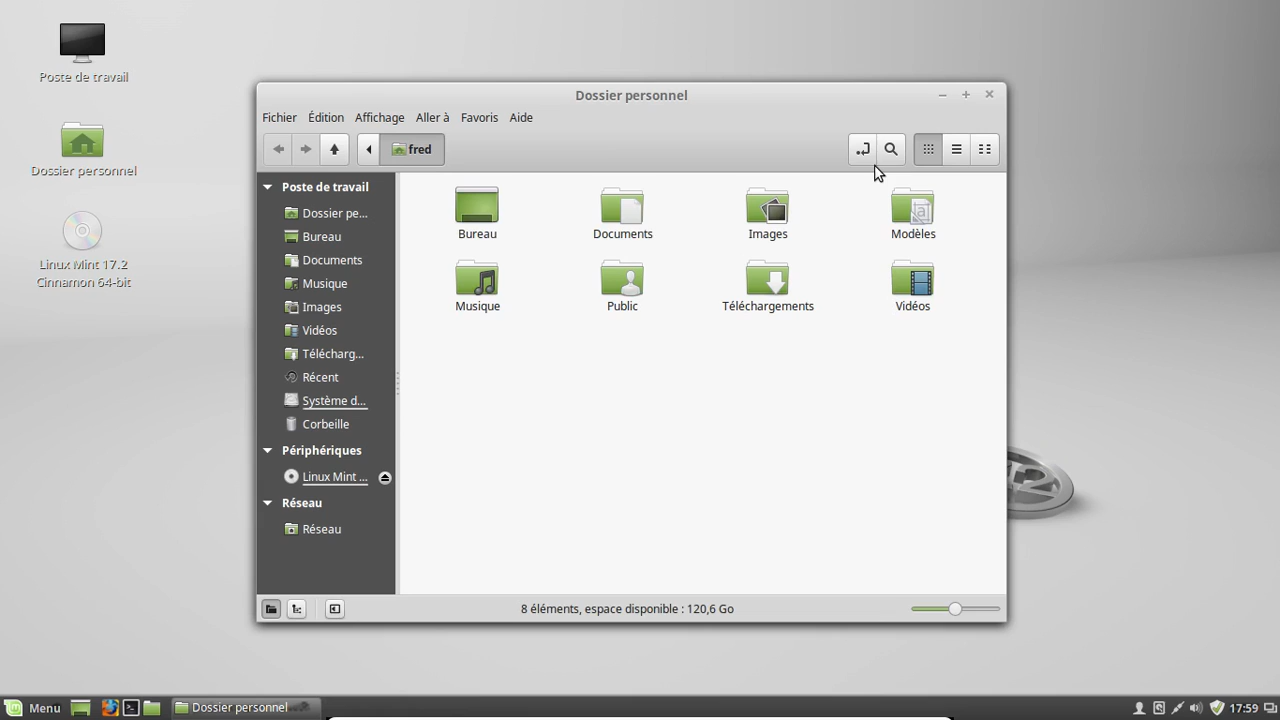 Poste de travail
Dossier personnel
Linux Mint 17.2
Cinnamon 64-bit
Dossier personnel
Fichier Édition Affichage Aller à Favoris Aide
fred
Poste de travail
Dossier pe...
Bureau
Documents
Musique
Images
Vidéos
Télécharg...
Récent
Système d...
Corbeille
Périphériques
Linux Mint ...
Réseau
Réseau
Bureau Documents Images Modèles
Musique Public Téléchargements Vidéos
8 éléments, espace disponible : 120,6 Go
Menu Dossier personnel 17:59